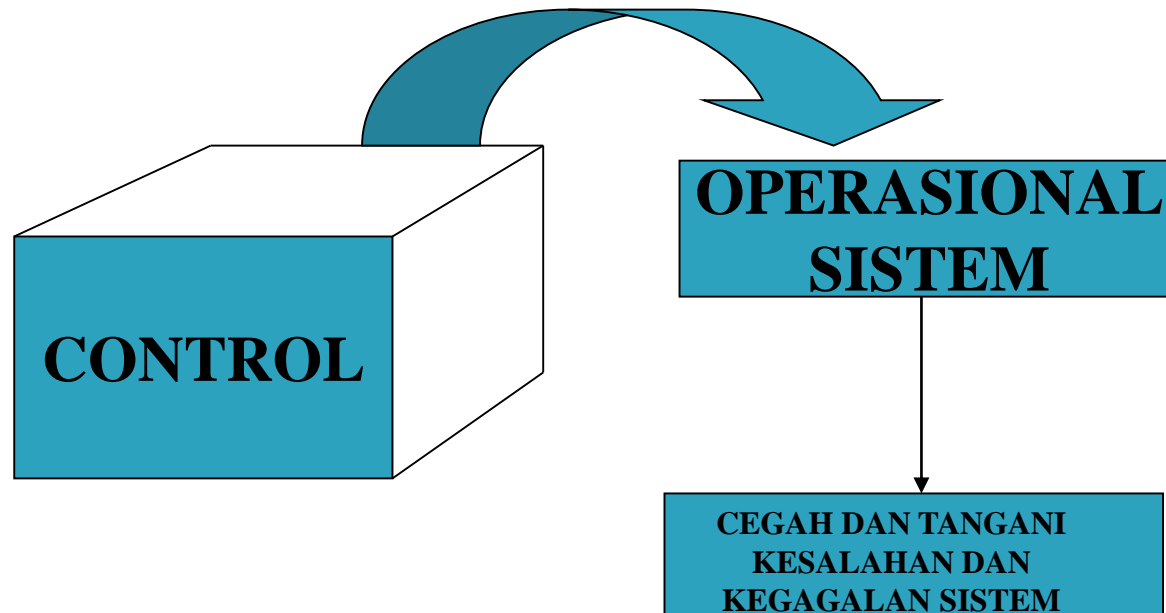 OPERASIONAL
SISTEM
CONTROL
CEGAH DAN TANGANI
KESALAHAN DAN
KEGAGALAN SISTEM